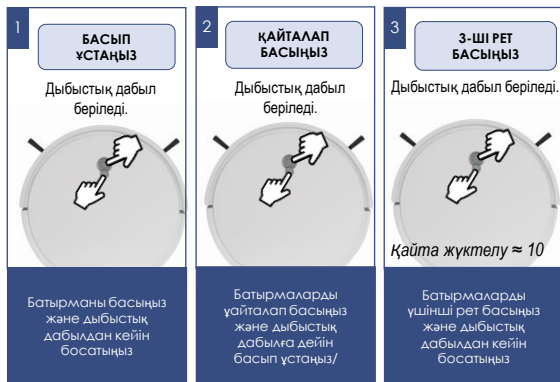 1
БАСЫП
ҰСТАҢЫЗ
Дыбыстық дабыл
беріледі.
Батырманы басыңыз
және дыбыстық
дабылдан кейін
босатыңыз
2
ҚАЙТАЛАП
БАСЫҢЫЗ
Дыбыстық дабыл
беріледі.
Батырмаларды
ұайталап басыңыз
және дыбыстық
дабылға дейін
басып ұстаңыз/
3
3-ШІ РЕТ
БАСЫҢЫЗ
Дыбыстық дабыл беріледі.
Қайта жүктелу ≈ 10
Батырмаларды
үшінші рет басыңыз
және дыбыстық
дабылдан кейін
босатыңыз